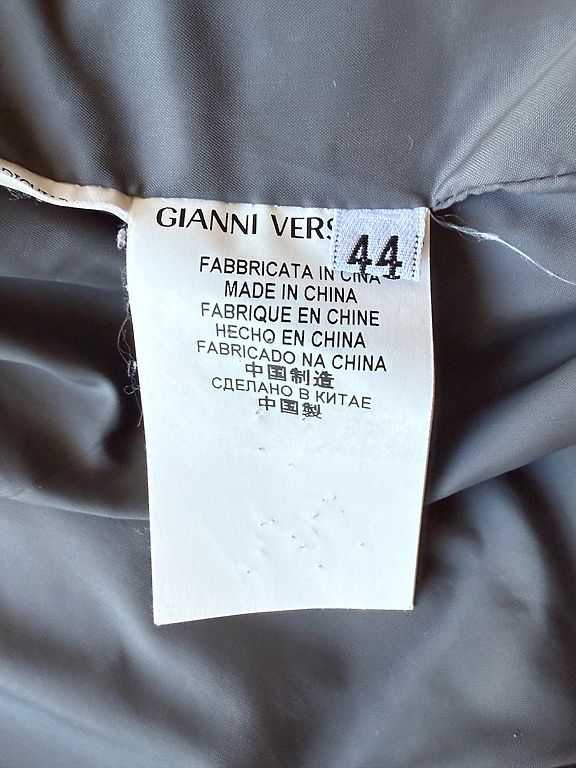 GIANNI VERS
44
FABBRICATA IN CINA
MADE IN CHINA
FABRIQUE EN CHINE
HECHO EN CHINA
FABRICADO NA CHINA
中国制造
СДЕЛАНО В КИТАЕ
中国製